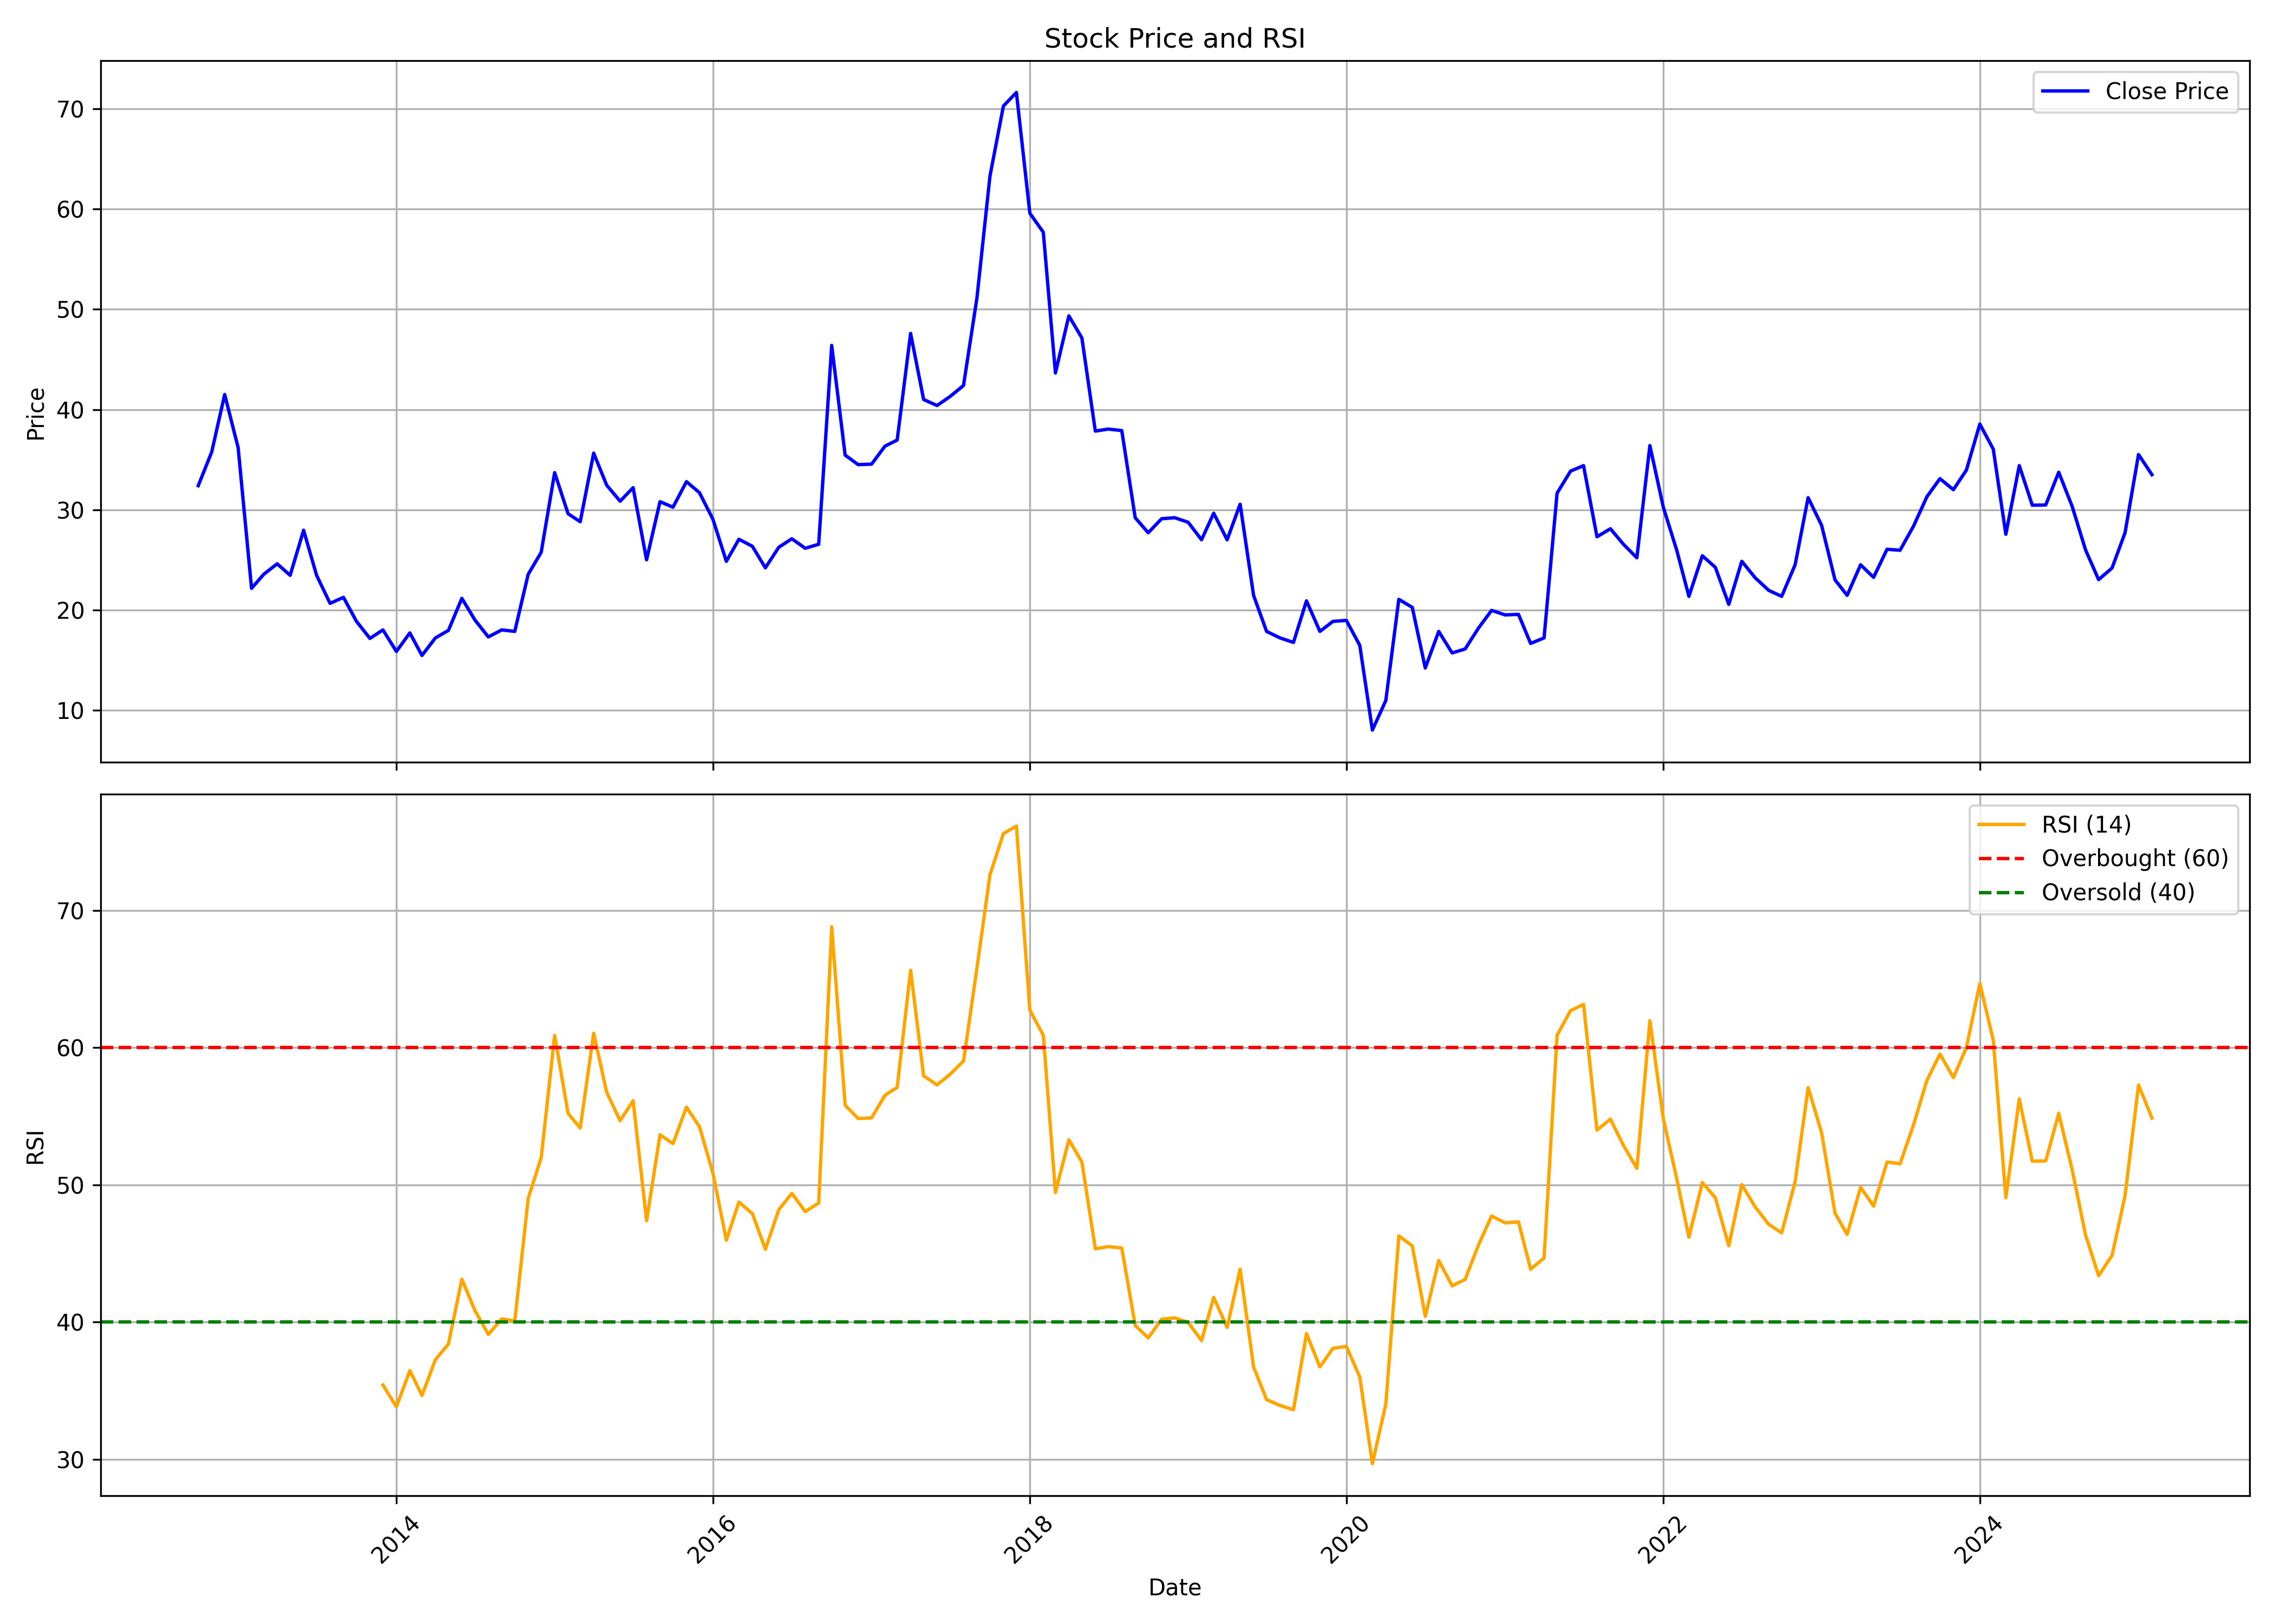 Stock Price and RSI
Close Price
70
60
50
40
30
20
10
Price
RSI (14)
Overbought (60)
Oversold (40)
70
60
50
40
30
RSI
2014
2016
2018
2020
2022
2024
Date